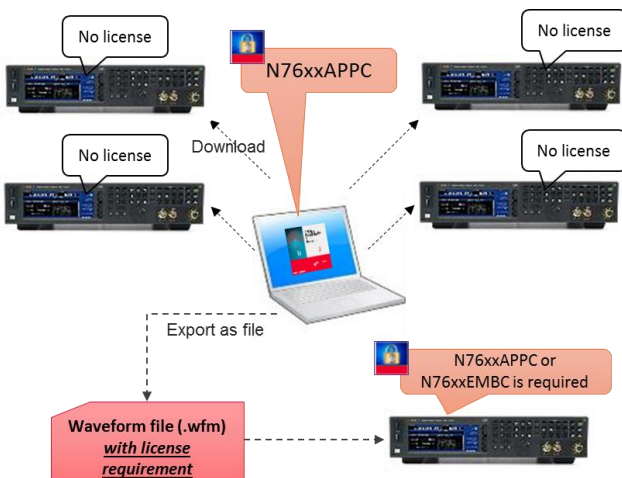 No license
N76xxAPPC
No license
Download
No license
No license
Export as file
N76xxAPPC or
N76xxEMBC is required
Waveform file (.wfm)
with license
requirement